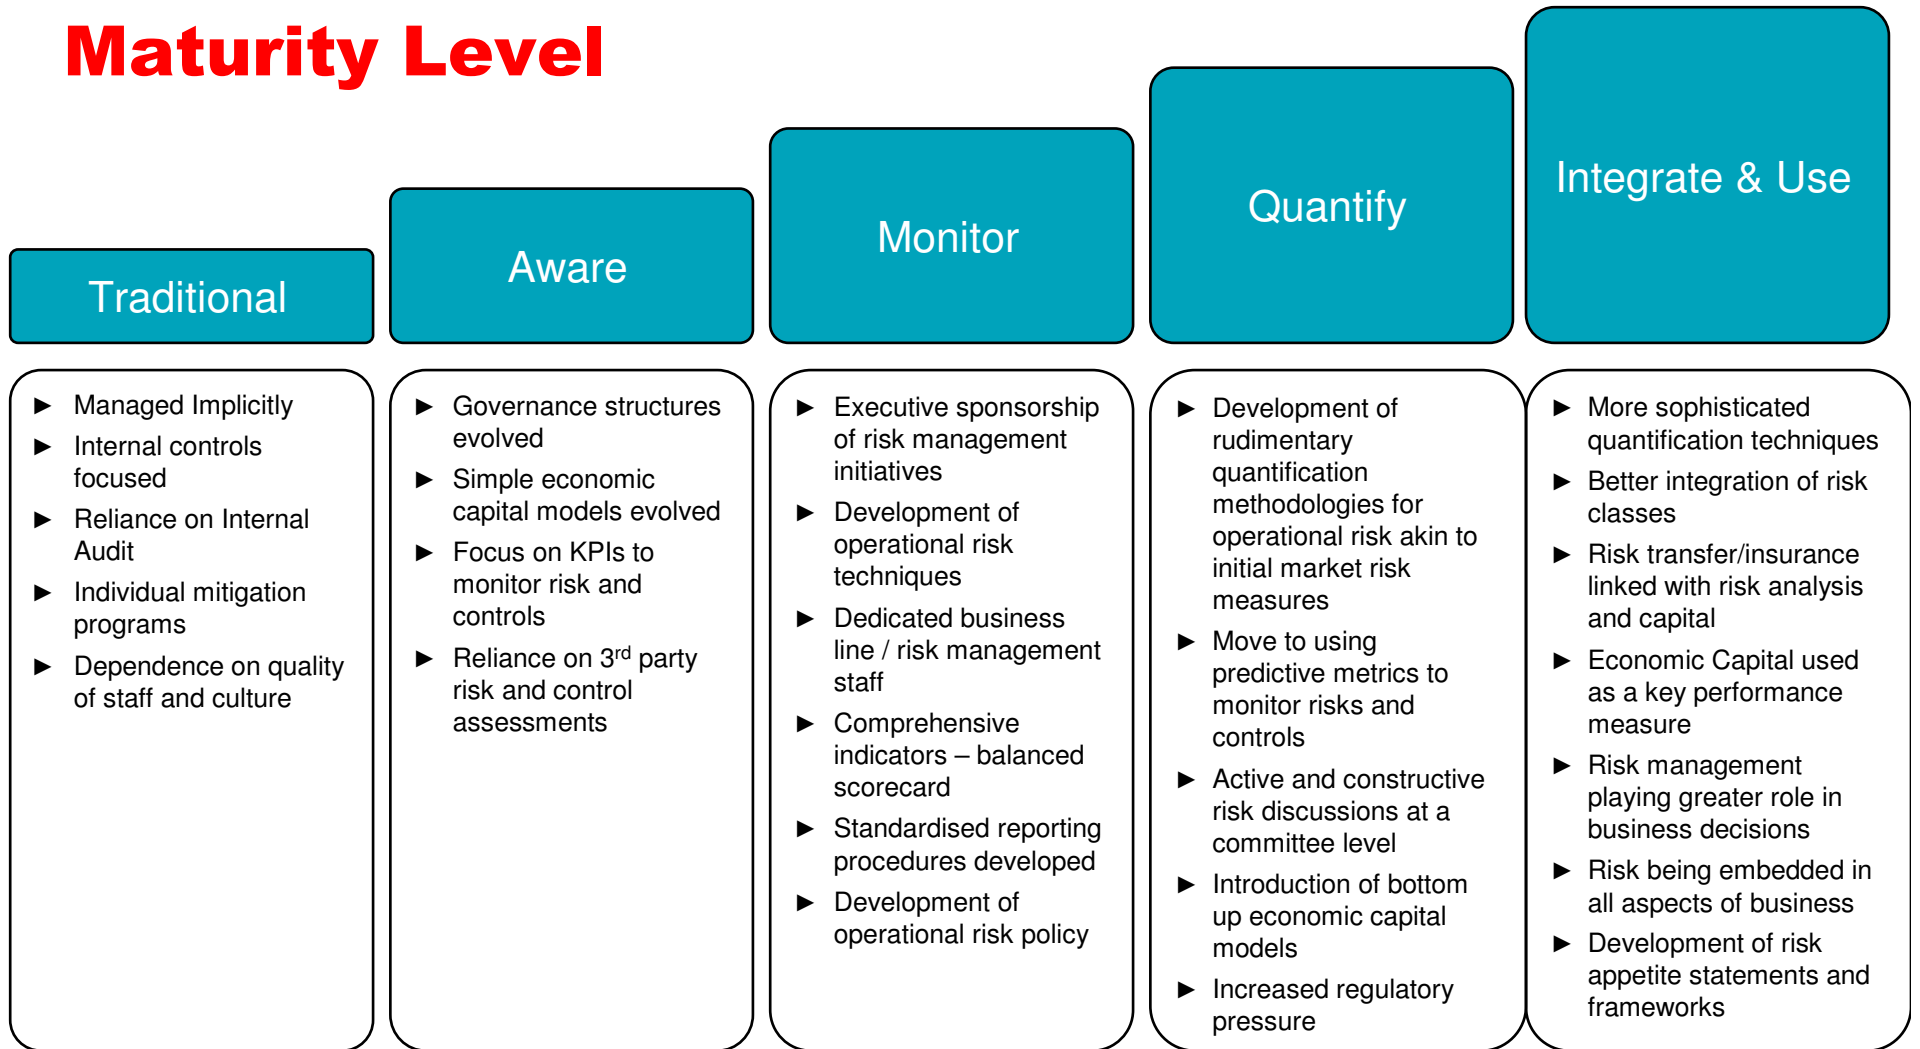 Maturity Level
Traditional
► Managed Implicitly
► Internal controls
focused
► Reliance on Internal
Audit
► Individual mitigation
programs
► Dependence on quality
of staff and culture
Aware
► Governance structures
evolved
► Simple economic
capital models evolved
► Focus on KPIs to
monitor risk and
controls
► Reliance on 3rd party
risk and control
assessments
Monitor
► Executive sponsorship
of risk management
initiatives
► Development of
operational risk
techniques
► Dedicated business
line / risk management
staff
► Comprehensive
indicators – balanced
scorecard
► Standardised reporting
procedures developed
► Development of
operational risk policy
Quantify
► Development of
rudimentary
quantification
methodologies for
operational risk akin to
initial market risk
measures
► Move to using
predictive metrics to
monitor risks and
controls
► Active and constructive
risk discussions at a
committee level
► Introduction of bottom
up economic capital
models
► Increased regulatory
pressure
Integrate & Use
► More sophisticated
quantification techniques
► Better integration of risk
classes
► Risk transfer/insurance
linked with risk analysis
and capital
► Economic Capital used
as a key performance
measure
► Risk management
playing greater role in
business decisions
► Risk being embedded in
all aspects of business
► Development of risk
appetite statements and
frameworks